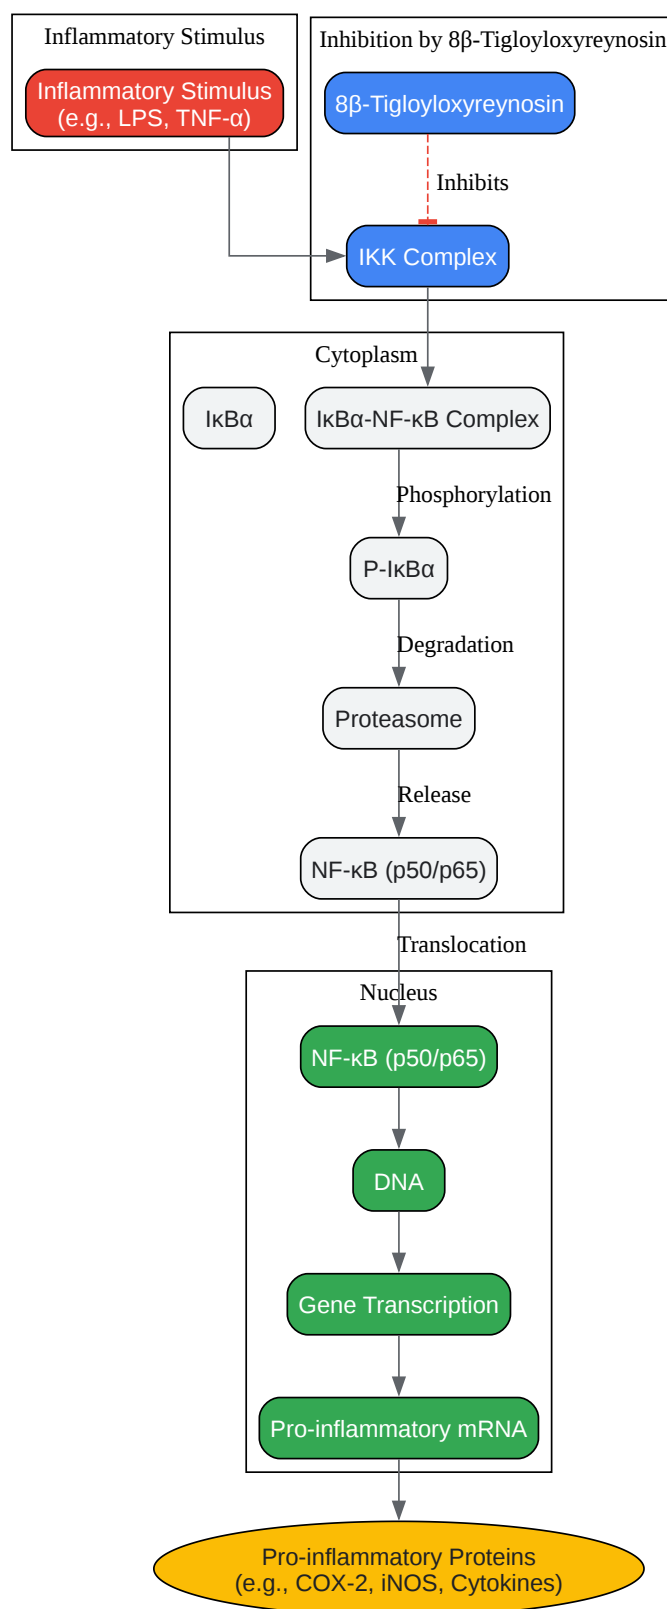 Inflammatory Stimulus
Inflammatory Stimulus
(e.g., LPS, TNF-α)
Inhibition by 8β-Tigloyloxyreynosin
8β-Tigloyloxyreynosin
Inhibits
IKK Complex
Cytoplasm
IκBα
IκBα-NF-κB Complex
Phosphorylation
P-IκBα
Degradation
Proteasome
Release
NF-κB (p50/p65)
Translocation
Nucleus
NF-κB (p50/p65)
DNA
Gene Transcription
Pro-inflammatory mRNA
Pro-inflammatory Proteins
(e.g., COX-2, iNOS, Cytokines)